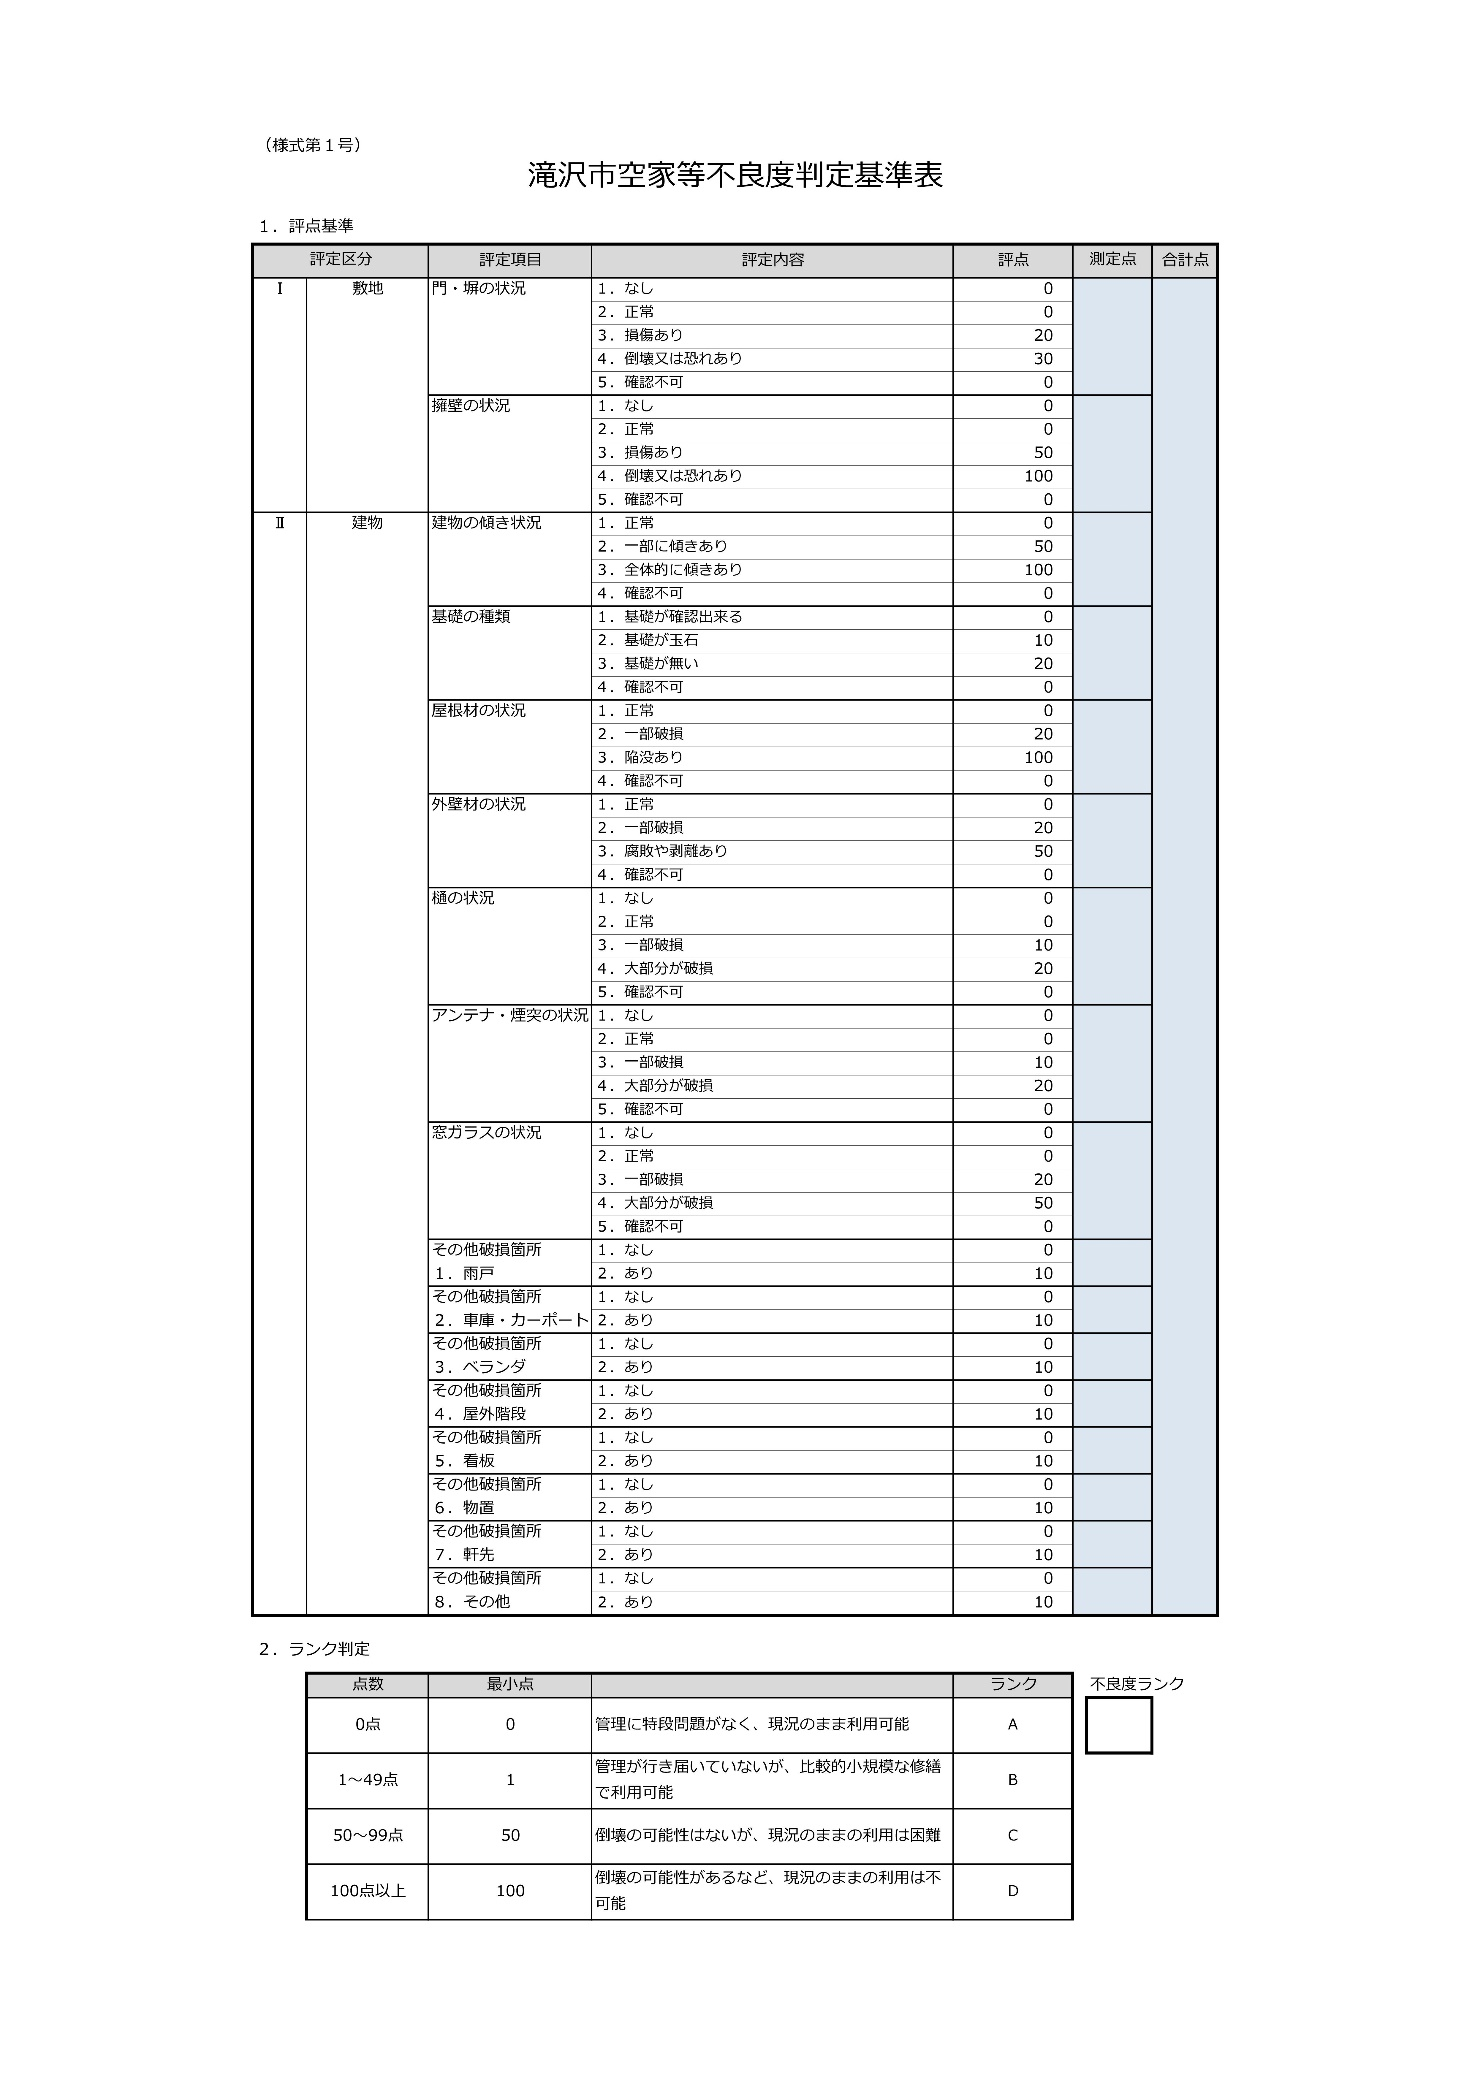 （様式第１号）
滝沢市空家等不良度判定基準表
１．評点基準
評定区分 評定項目 評定内容 評点 測定点 合計点
Ⅰ 敷地 門・塀の状況 1．なし 0
2．正常 0
3．損傷あり 20
4．倒壊又は恐れあり 30
5．確認不可 0
擁壁の状況 1．なし 0
2．正常 0
3．損傷あり 50
4．倒壊又は恐れあり 100
5．確認不可 0
Ⅱ 建物 建物の傾き状況 1．正常 0
2．一部に傾きあり 50
3．全体的に傾きあり 100
4．確認不可 0
基礎の種類 1．基礎が確認出来る 0
2．基礎が玉石 10
3．基礎が無い 20
4．確認不可 0
屋根材の状況 1．正常 0
2．一部破損 20
3．陥没あり 100
4．確認不可 0
外壁材の状況 1．正常 0
2．一部破損 20
3．腐敗や剥離あり 50
4．確認不可 0
樋の状況 1．なし 0
2．正常 0
3．一部破損 10
4．大部分が破損 20
5．確認不可 0
アンテナ・煙突の状況 1．なし 0
2．正常 0
3．一部破損 10
4．大部分が破損 20
5．確認不可 0
窓ガラスの状況 1．なし 0
2．正常 0
3．一部破損 20
4．大部分が破損 50
5．確認不可 0
その他破損箇所 1．なし 0
１．雨戸 2．あり 10
その他破損箇所 1．なし 0
２．車庫・カーポート 2．あり 10
その他破損箇所 1．なし 0
３．ベランダ 2．あり 10
その他破損箇所 1．なし 0
４．屋外階段 2．あり 10
その他破損箇所 1．なし 0
５．看板 2．あり 10
その他破損箇所 1．なし 0
６．物置 2．あり 10
その他破損箇所 1．なし 0
７．軒先 2．あり 10
その他破損箇所 1．なし 0
８．その他 2．あり 10
２．ランク判定
点数 最小点 ランク 不良度ランク
0点 0 管理に特段問題がなく、現況のまま利用可能 A
1～49点 1 管理が行き届いていないが、比較的小規模な修繕
で利用可能 B
50～99点 50 倒壊の可能性はないが、現況のままの利用は困難 C
100点以上 100 倒壊の可能性があるなど、現況のままの利用は不
可能 D